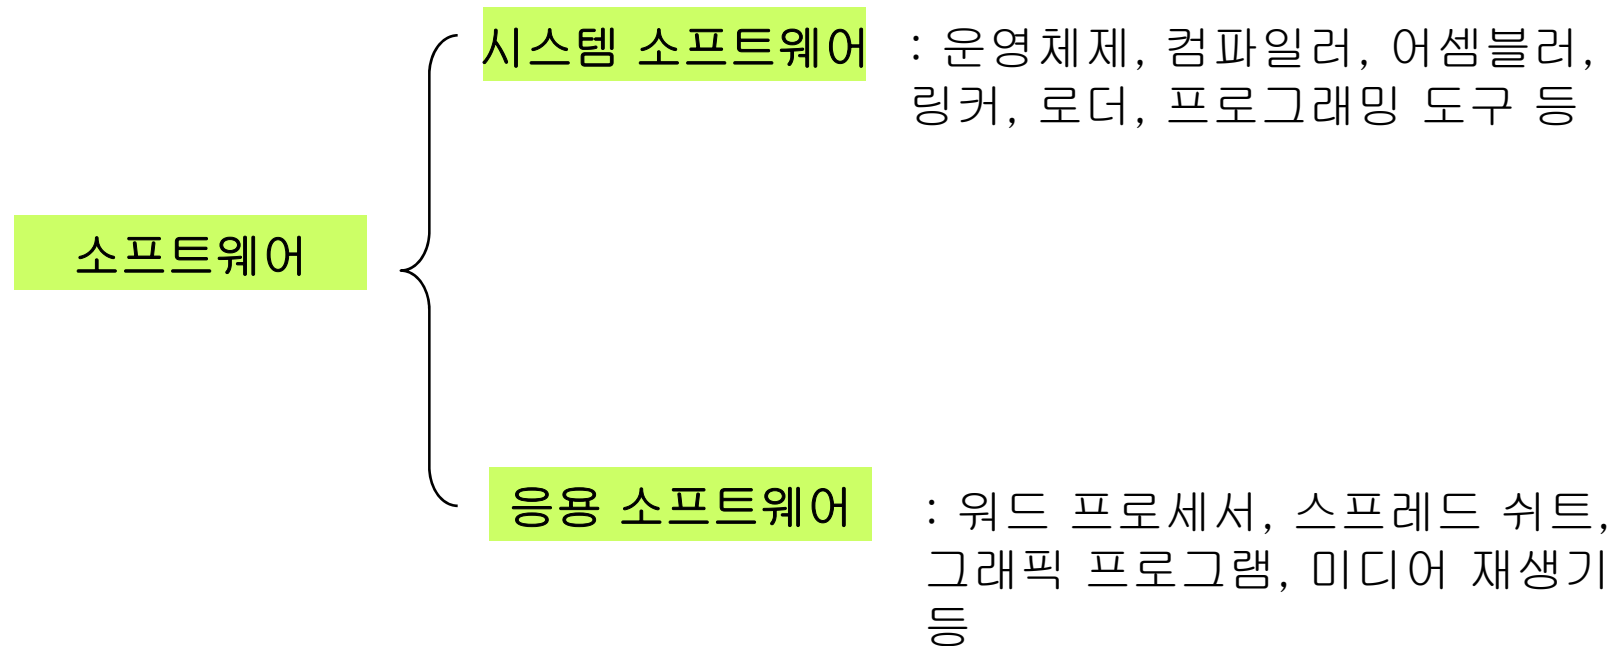 시스템 소프트웨어
: 운영체제, 컴파일러, 어셈블러,
링커, 로더, 프로그래밍 도구 등
소프트웨어
응용 소프트웨어
: 워드 프로세서, 스프레드 쉬트,
그래픽 프로그램, 미디어 재생기
등